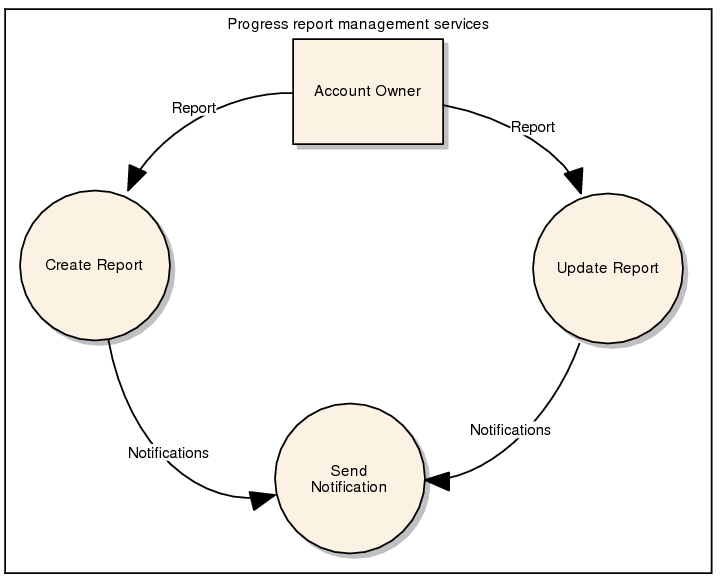 Progress report management services
Account Owner
Report
Report
Create Report
Update Report
Notifications
Notifications
Send
Notification